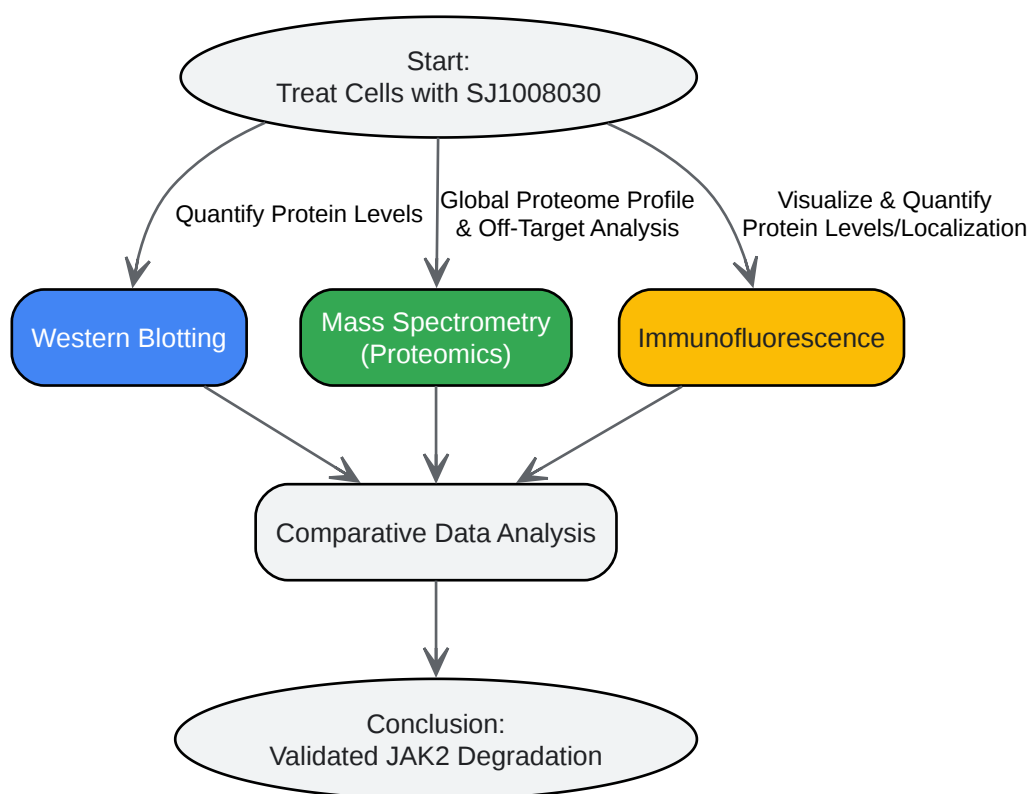 Start:
Treat Cells with SJ1008030
Quantify Protein Levels
Global Proteome Profile
& Off-Target Analysis
Visualize & Quantify
Protein Levels/Localization
Western Blotting
Mass Spectrometry
(Proteomics)
Immunofluorescence
Comparative Data Analysis
Conclusion:
Validated JAK2 Degradation